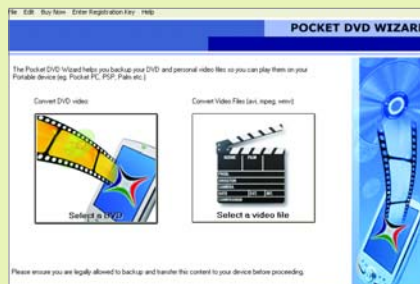 File Edit Buy Now Enter Registration Key Help
POCKET DVD WIZARD
The Pocket DVD Wizard helps you backup your DVD and personal video files so you can play them on your
Portable device (eg. Pocket PC, PSP, Palm etc.)
Convert DVD video:
Convert Video Files (avi, mpeg, wmv):
Select a DVD
SCENE
DATE
Select a video file
Please ensure you are legally allowed to backup and transfer this content to your device before proceeding.